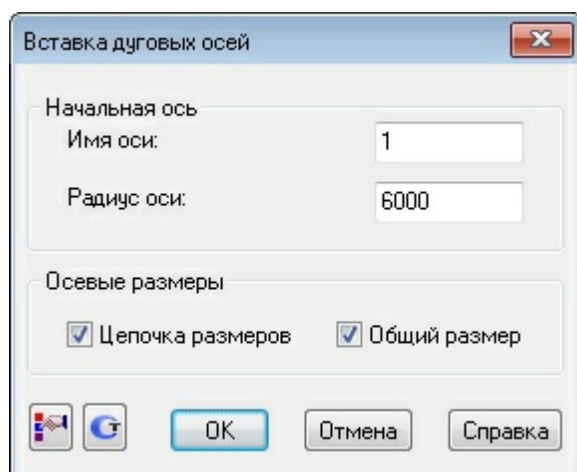 Вставка дуговых осей
Начальная ось
Имя оси: 1
Радиус оси: 6000
Осевые размеры
Цепочка размеров Общий размер
ОК Отмена Справка